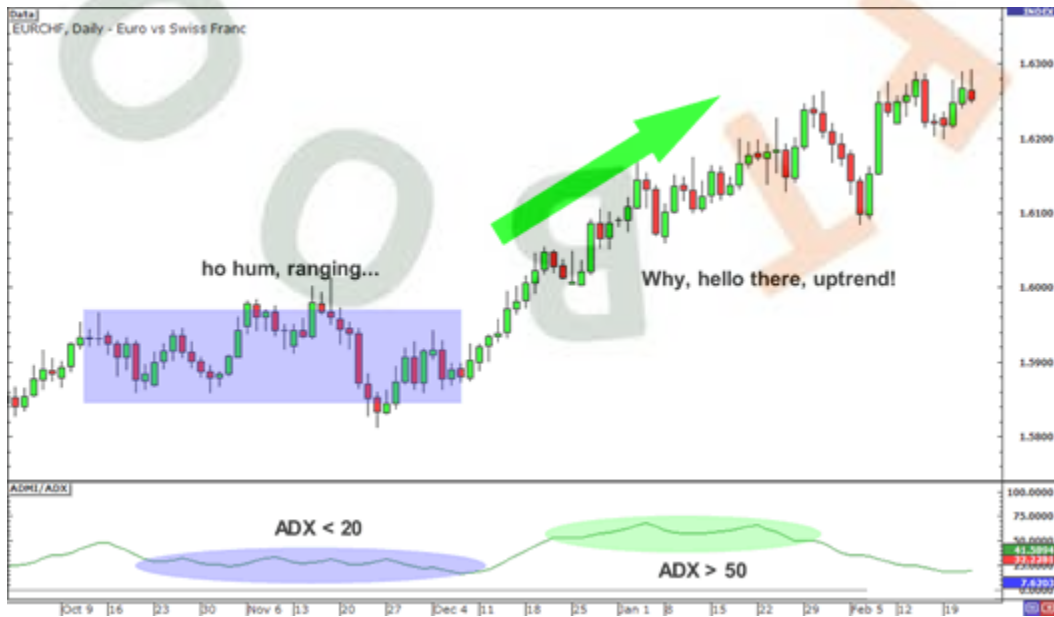 Data
EURCHF, Daily - Euro vs Swiss Franc
INDEX
1.6300
1.6200
1.6100
1.6000
1.5900
1.5800
ho hum, ranging...
Why, hello there, uptrend!
ADMI/ADX
ADX < 20
ADX > 50
100.0000
75.0000
50.0000
41.5894
25.0000
7.6203
0.0000
Oct 9 16 23 30 Nov 6 13 20 27 Dec 4 11 18 25 Jan 1 8 15 22 29 Feb 5 12 19